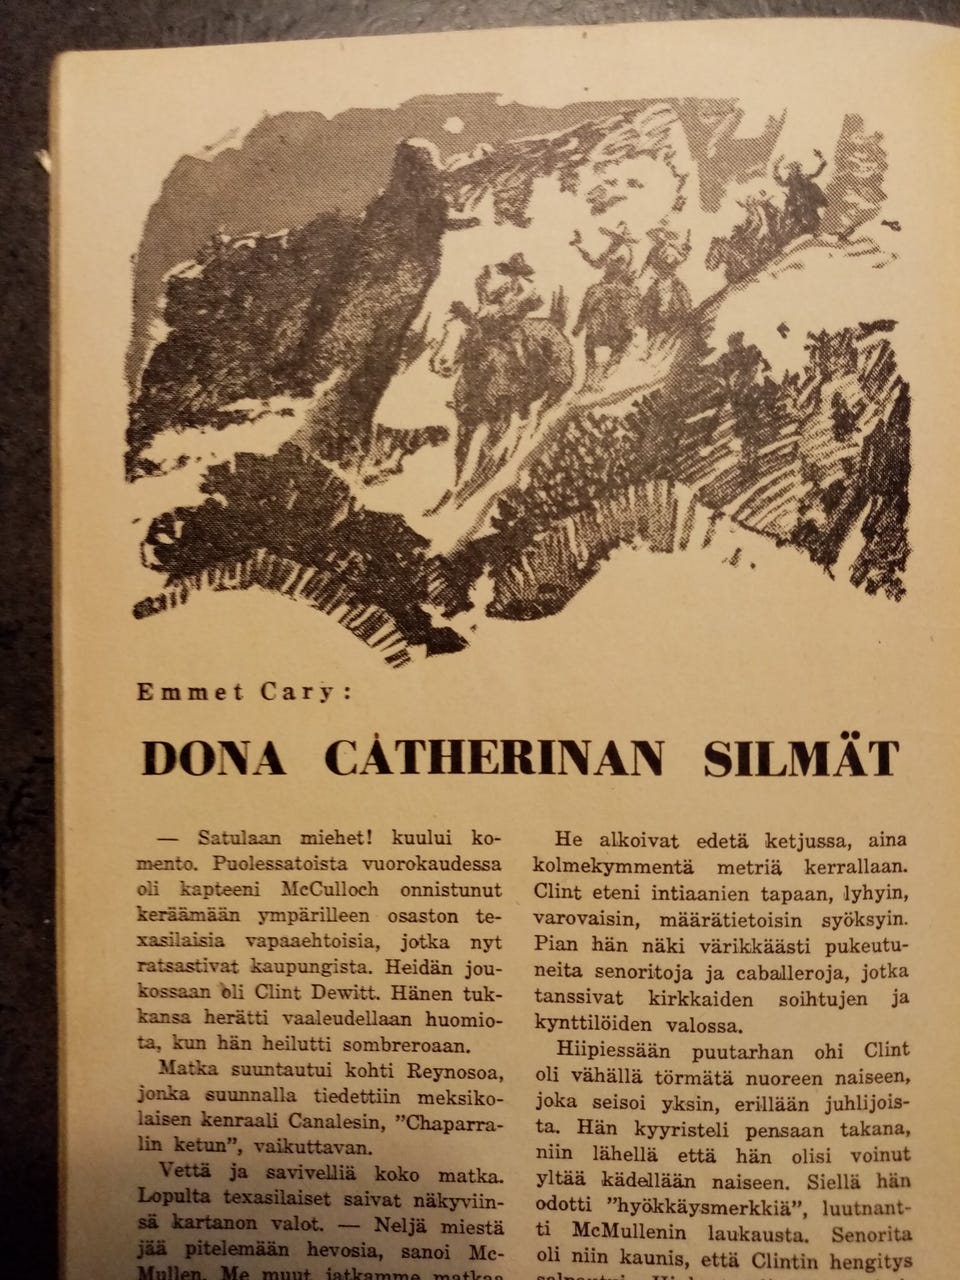 Emmet Cary:
DONA CATHERINAN SILMÄT
— Satulaan miehet! kuului ko-
mento. Puolessatoista vuorokaudessa
oli kapteeni McCulloch onnistunut
keräämään ympärilleen osaston te-
xasilaisia vapaaehtoisia, jotka nyt
ratsastivat kaupungista. Heidän jou-
kossaan oli Clint Dewitt. Hänen tuk-
kansa herätti vaaleudellaan huomio-
ta, kun hän heilutti sombreroaan.
Matka suuntautui kohti Reynosoa,
jonka suunnalla tiedettiin meksiko-
laisen kenraali Canalesin, ”Chaparra-
lin ketun”, vaikuttavan.
Vettä ja savivelliä koko matka.
Lopulta texasilaiset saivat näkyviin-
sä kartanon valot. — Neljä miestä
jää pitelemään hevosia, sanoi Mc-
Mullen. Me muut jatkamme matkaa
He alkoivat edetä ketjussa, aina
kolmekymmentä metriä kerrallaan.
Clint eteni intiaanien tapaan, lyhyin,
varovaisin, määrätietoisin syöksyin.
Pian hän näki värikkäästi pukeutu-
neita senoritoja ja caballeroja, jotka
tanssivat kirkkaiden soihtujen ja
kynttilöiden valossa.
Hiipiessään puutarhan ohi Clint
oli vähällä törmätä nuoreen naiseen,
joka seisoi yksin, erillään juhlijois-
ta. Hän kyyristeli pensaan takana,
niin lähellä että hän olisi voinut
yltää kädellään naiseen. Siellä hän
odotti ”hyökkäysmerkkiä”, luutnant-
ti McMullenin laukausta. Senorita
oli niin kaunis, että Clintin hengitys